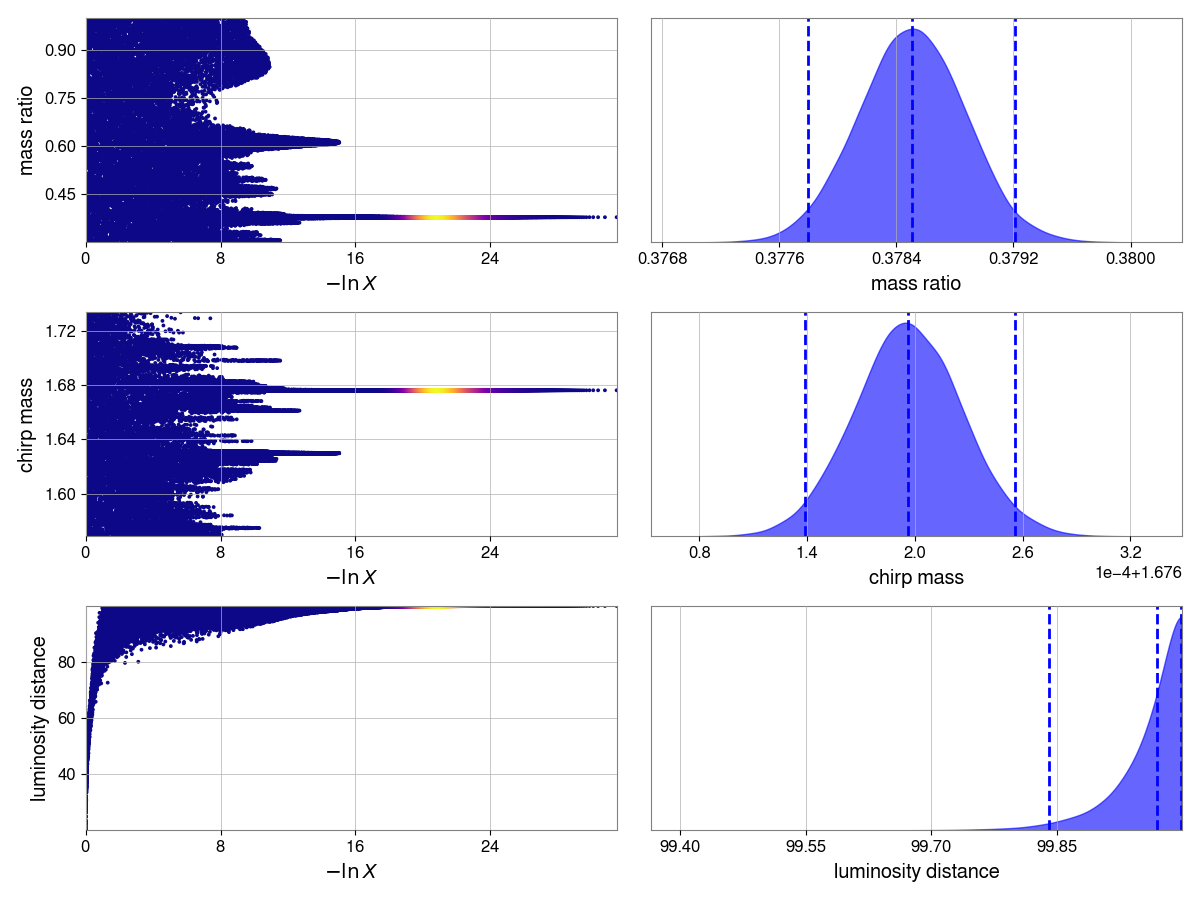 0.90
0.75
0.60
0.45
mass ratio
0 8 16 24
−ln X
0.3768 0.3776 0.3784 0.3792 0.3800
mass ratio
1.72
1.68
1.64
1.60
chirp mass
0 8 16 24
−ln X
0.8 1.4 2.0 2.6 3.2
1e−4+1.676
chirp mass
80
60
40
luminosity distance
0 8 16 24
−ln X
99.40 99.55 99.70 99.85
luminosity distance